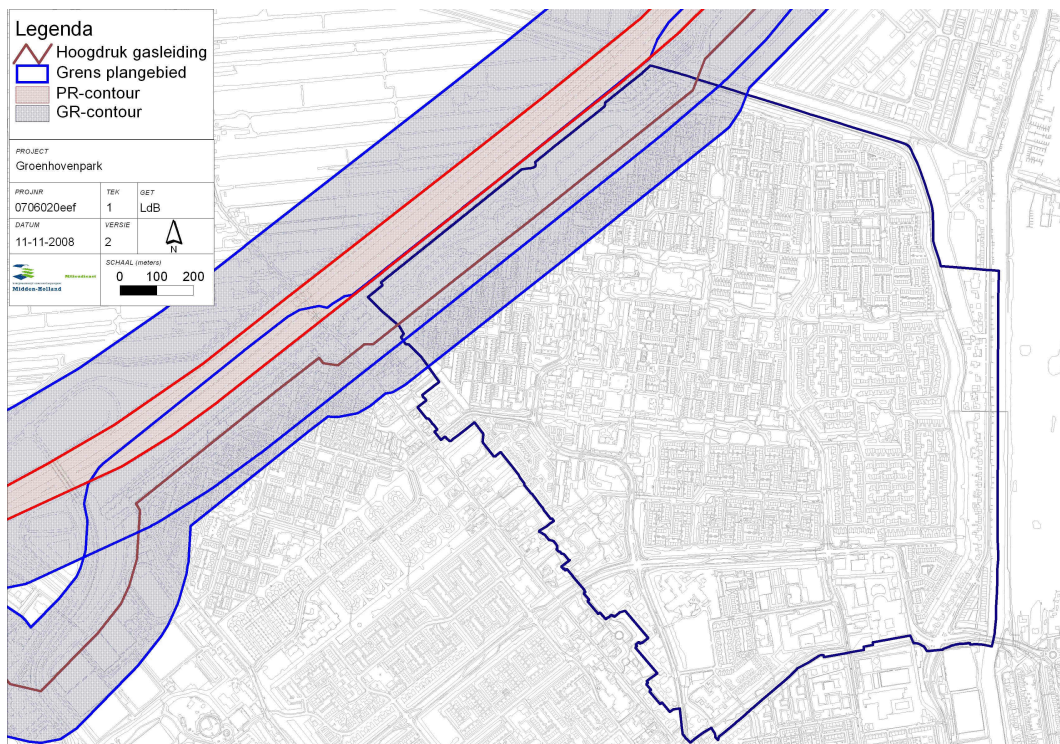 Legenda
Hoogdruk gasleiding
Grens plangebied
PR-contour
GR-contour
PROJECT
Groenhovenpark
PROJNR TEK GET
0706020eef 1 LdB
DATUM VERSIE
11-11-2008 2
N
SCHAAL (meters)
0 100 200
Milieudienst
Midden-Holland